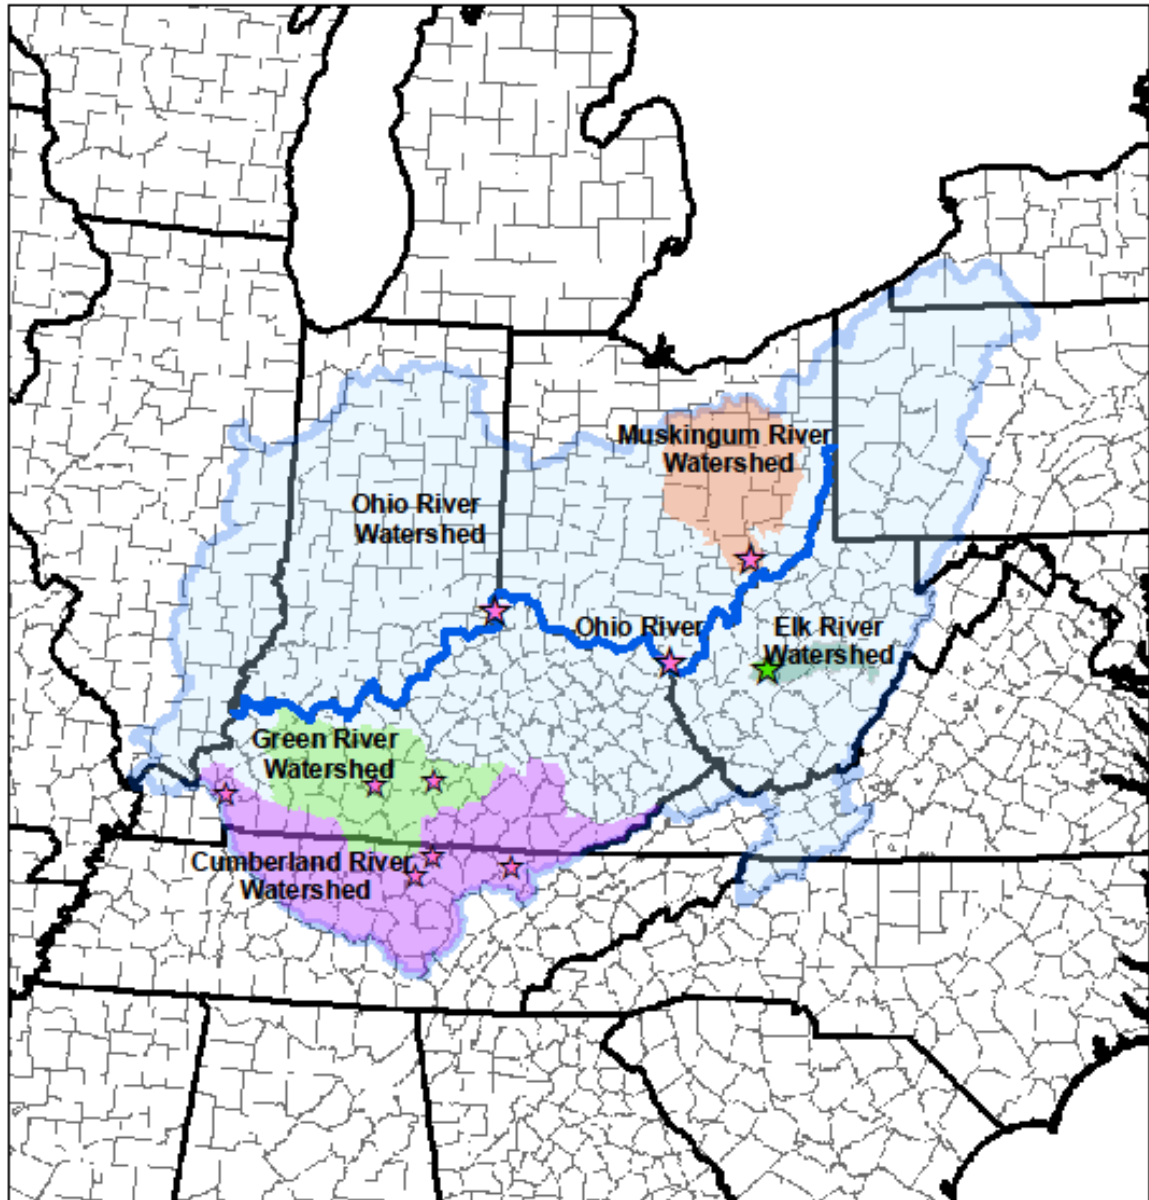 Muskingum River
Watershed
Ohio River
Watershed
Ohio River
Elk River
Watershed
Green River
Watershed
Cumberland River
Watershed